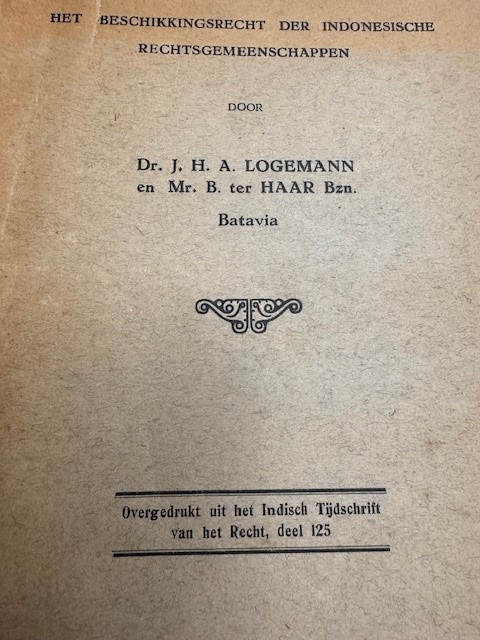 HET BESCHIKKINGSRECHT DER INDONESISCHE
RECHTSGEMEENSCHAPPEN
DOOR
Dr. J. H. A. LOGEMANN
en Mr. B. ter HAAR Bzn.
Batavia
Overgedrukt uit het Indisch Tijdschrift
van het Recht, deel 125